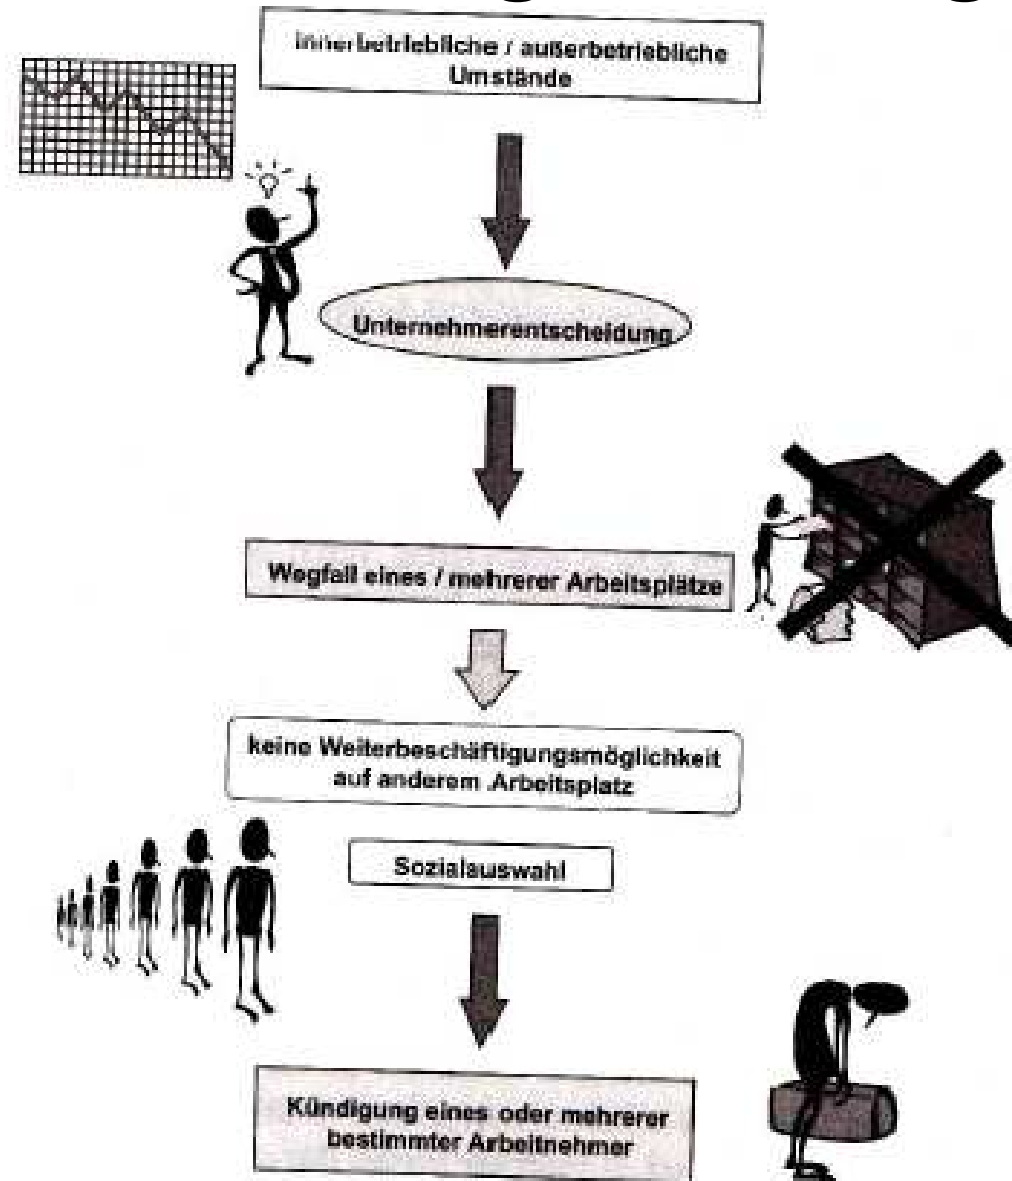 innerbetriebliche / außerbetriebliche
Umstände
Unternehmerentscheidung
Wegfall eines / mehrerer Arbeitsplätze
keine Weiterbeschäftigungsmöglichkeit
auf anderem Arbeitsplatz
Sozialauswahl
Kündigung eines oder mehrerer
bestimmter Arbeitnehmer